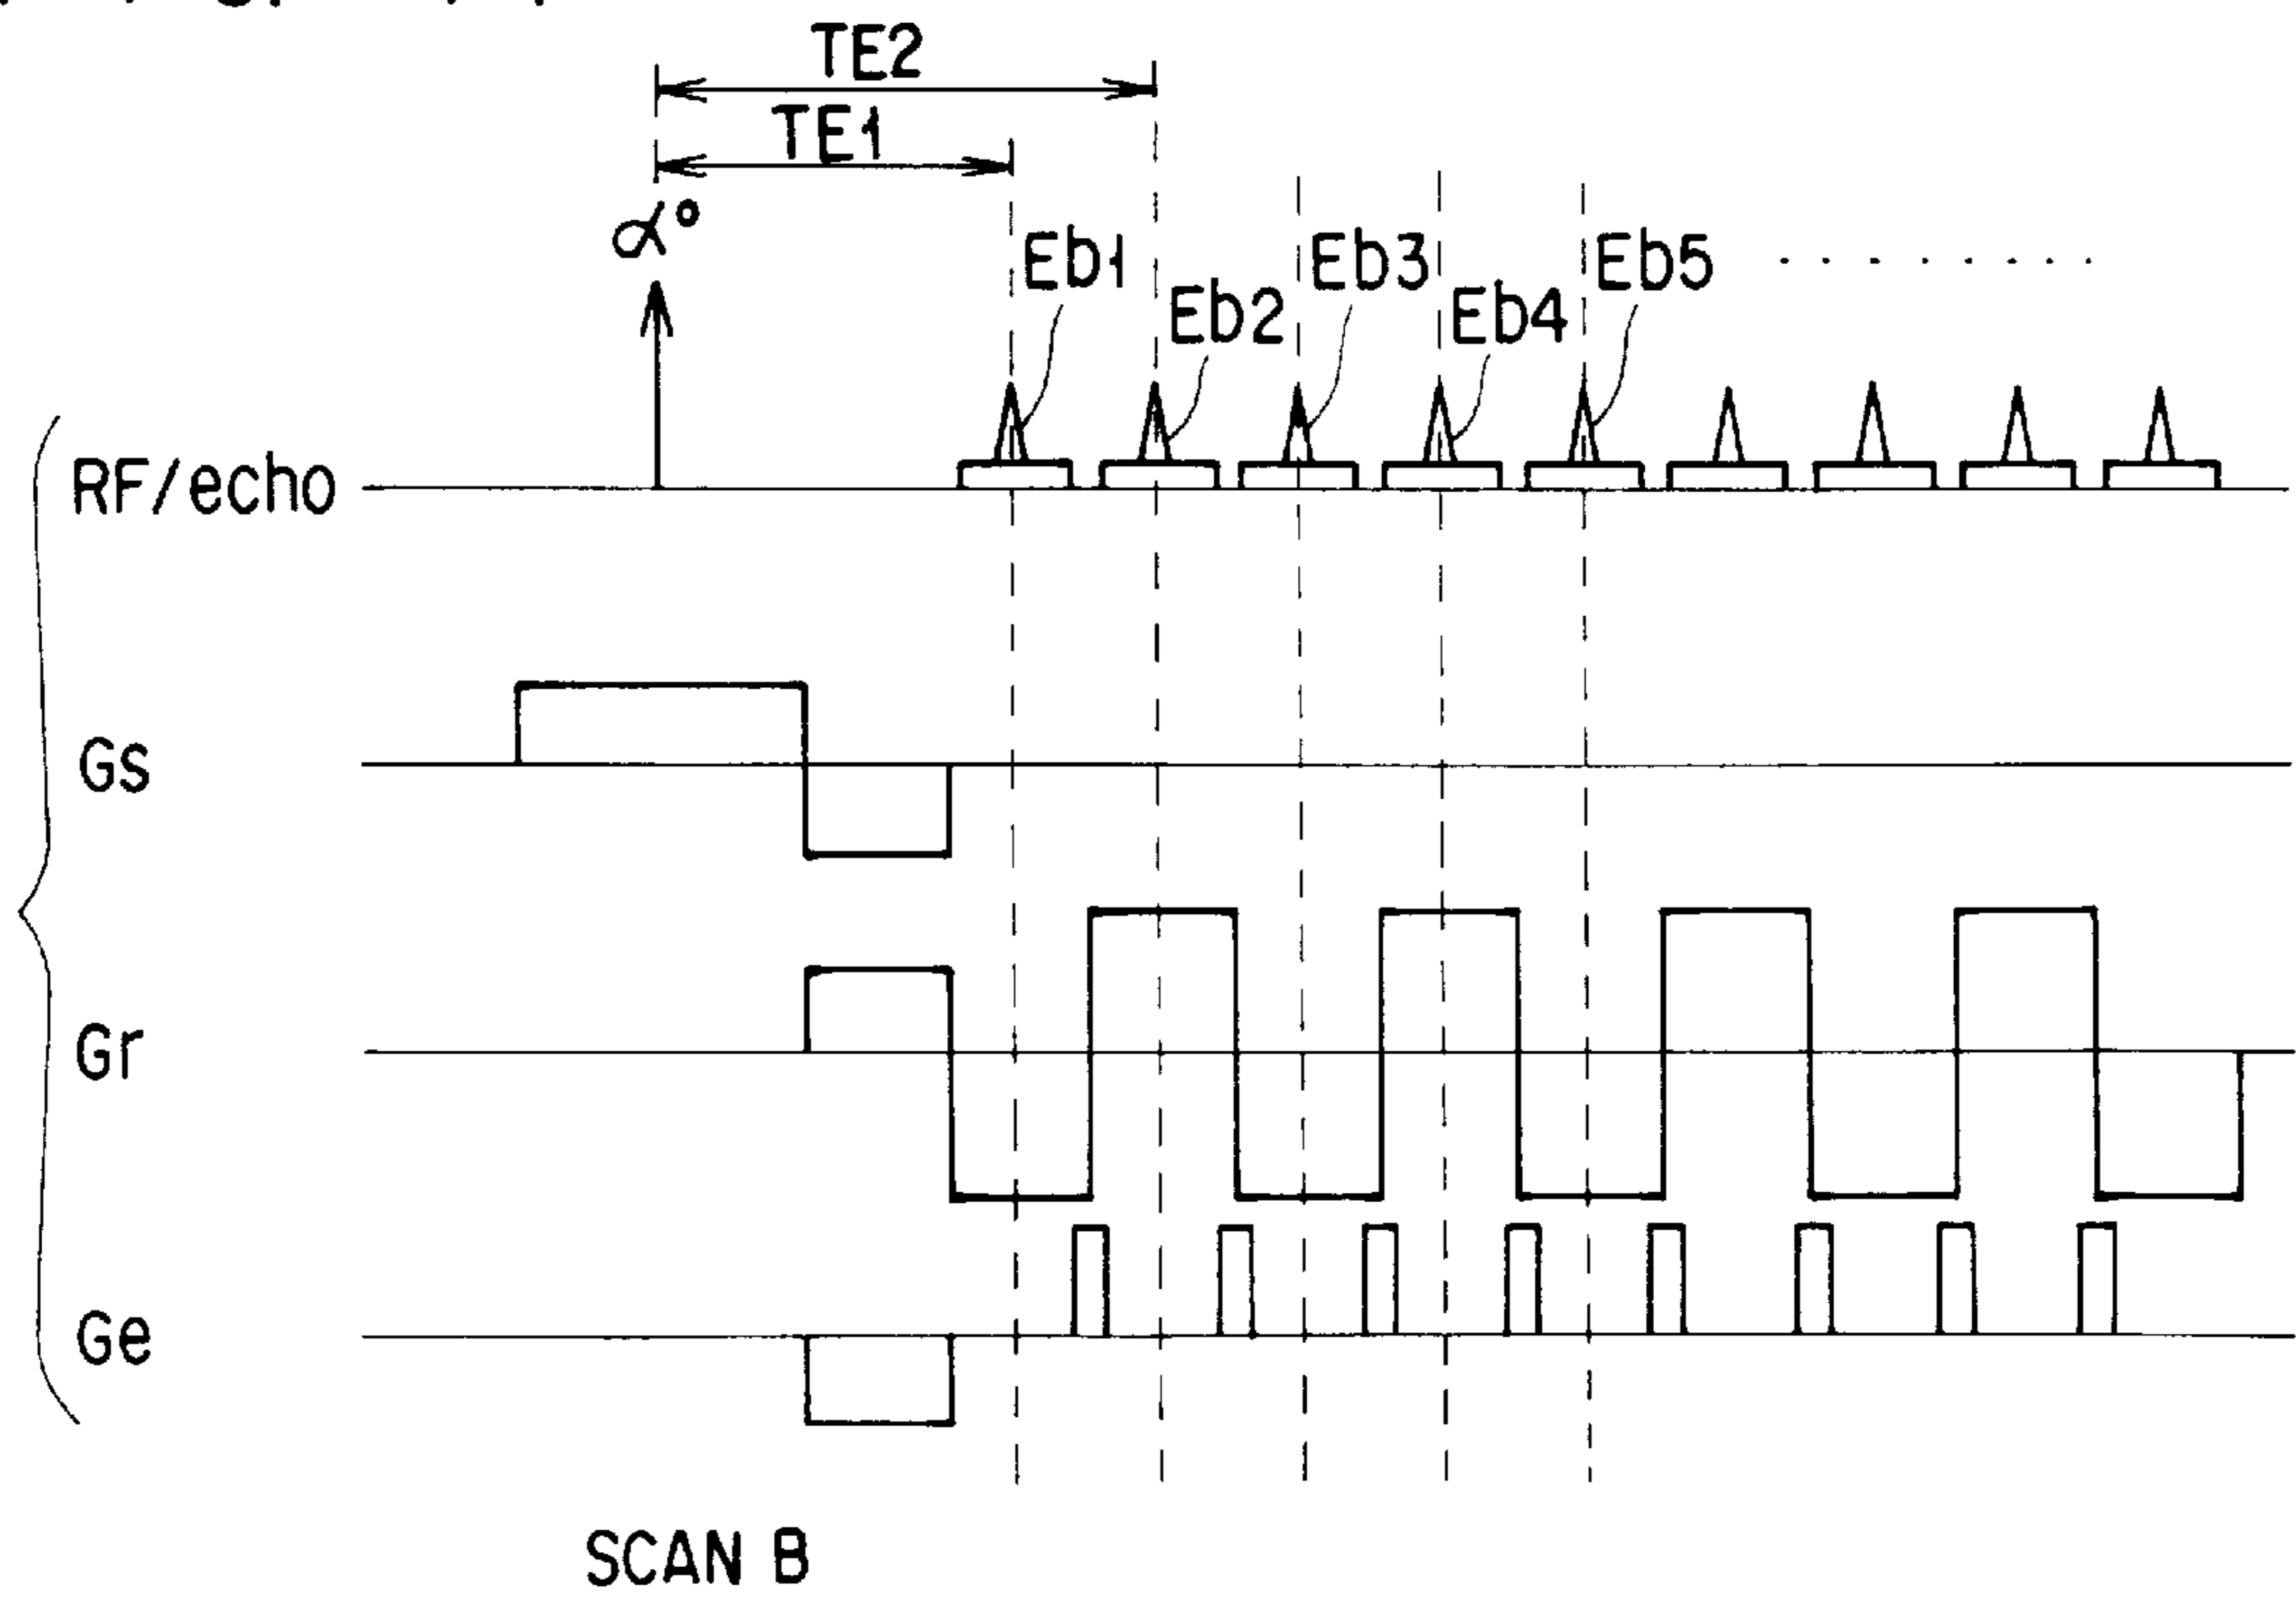 TE2
TE1
α°
Eb1
Eb2
Eb3
Eb4
Eb5
.......
RF/echo
Gs
Gr
Ge
SCAN B